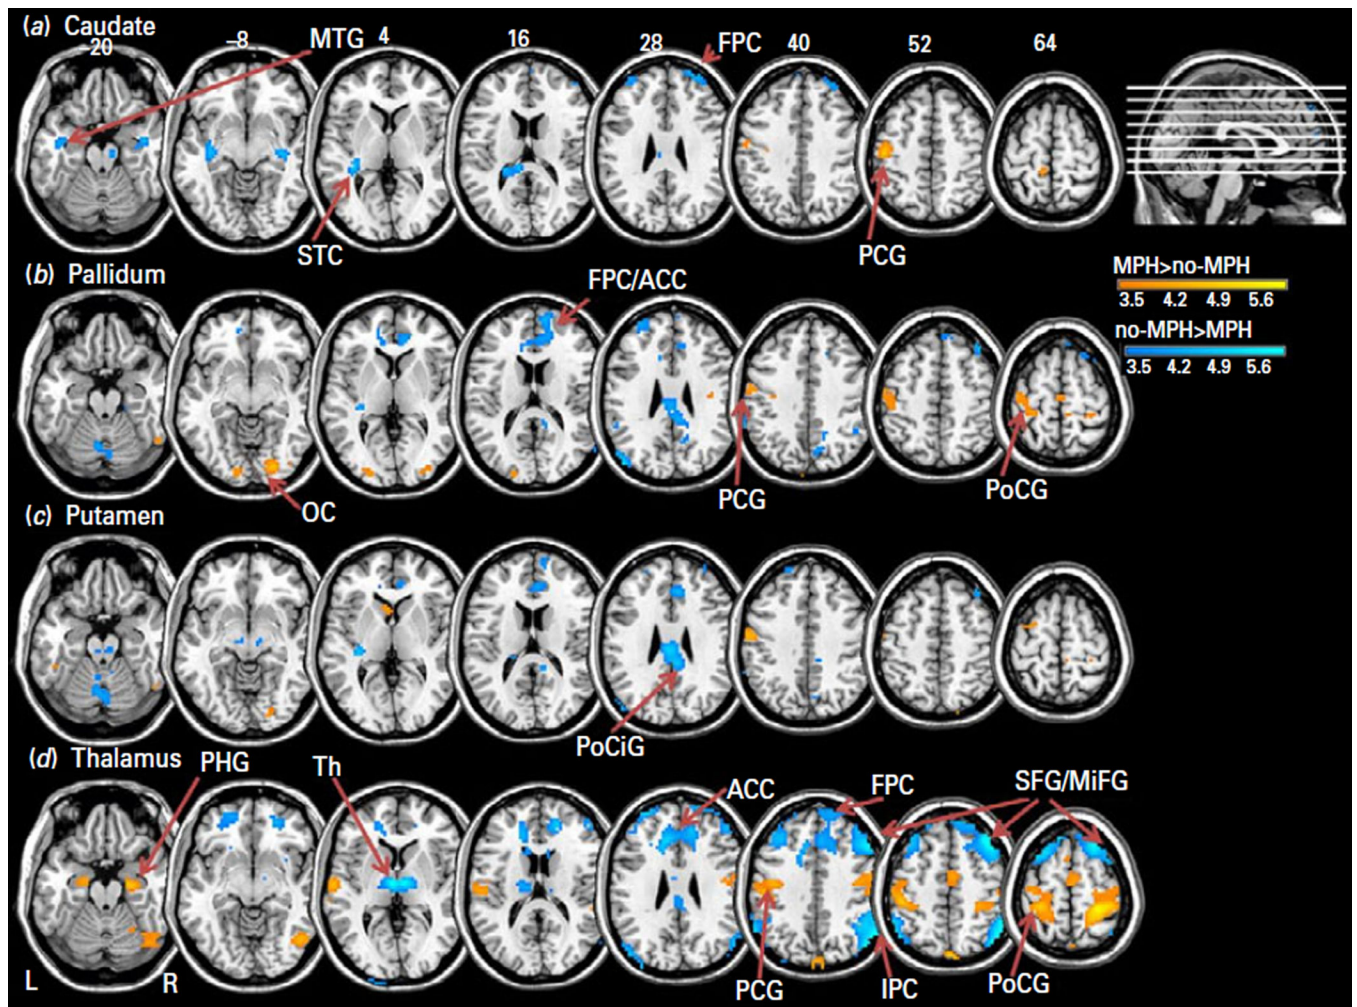 (a) Caudate
–20
–8
MTG
4
16
28
FPC
40
52
64
STC
PCG
(b) Pallidum
FPC/ACC
MPH>no-MPH
3.5 4.2 4.9 5.6
no-MPH>MPH
3.5 4.2 4.9 5.6
OC
PCG
PoCG
(c) Putamen
PoCiG
(d) Thalamus
PHG
Th
ACC
FPC
SFG/MiFG
L
R
PCG
IPC
PoCG